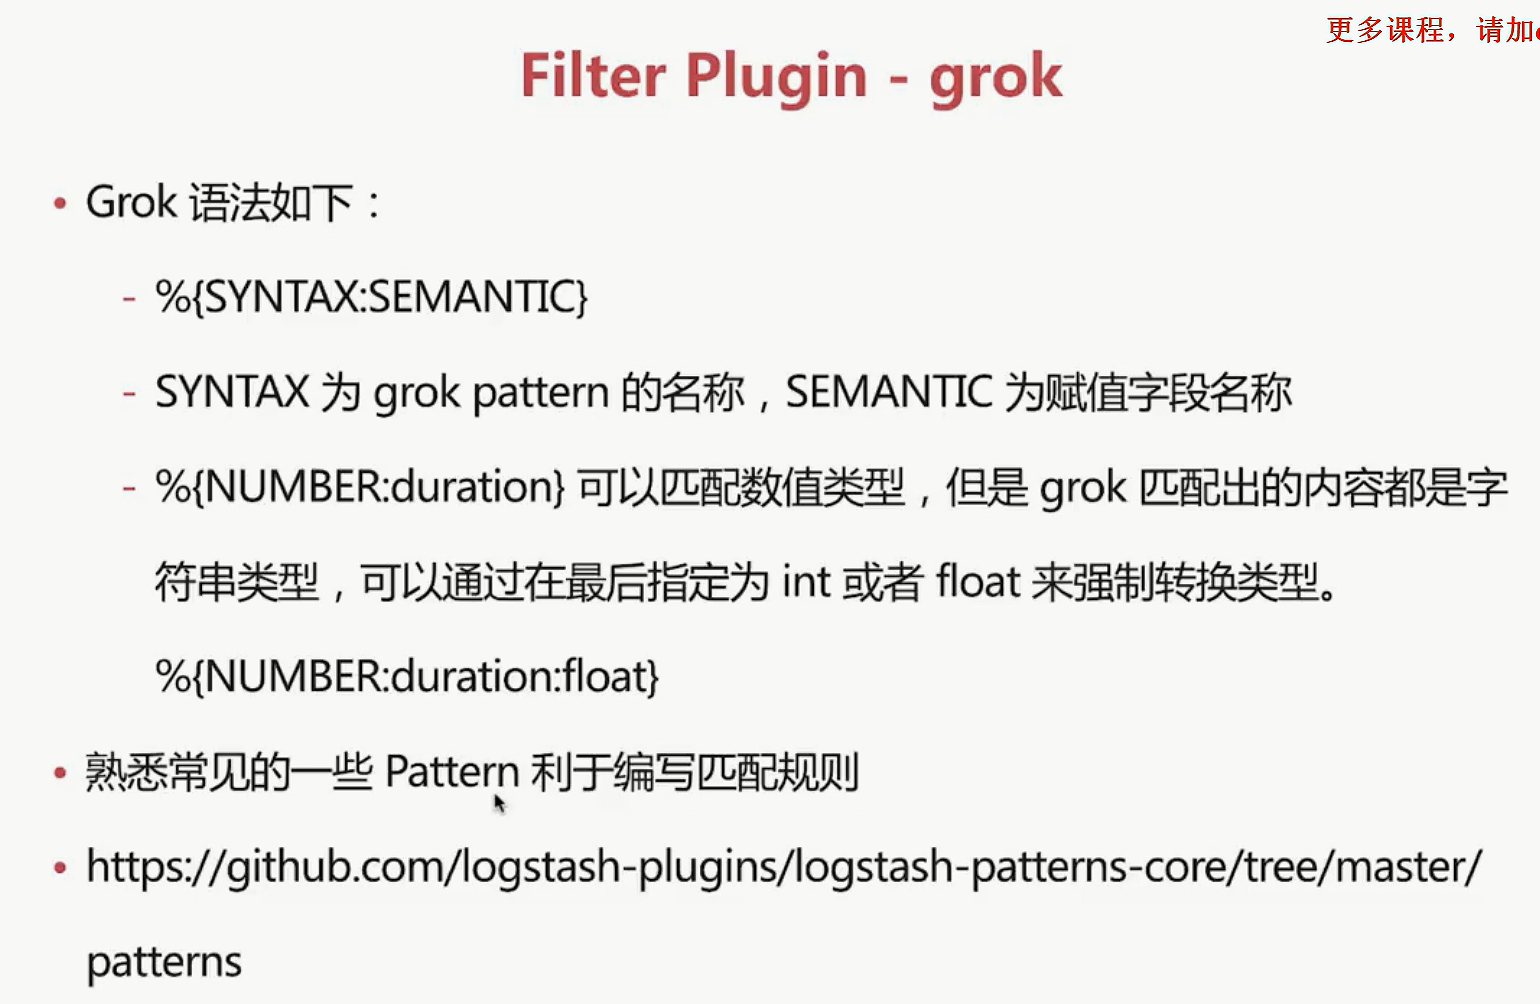 更多课程，请加
Filter Plugin - grok
• Grok 语法如下：
- %{SYNTAX:SEMANTIC}
- SYNTAX 为 grok pattern 的名称，SEMANTIC 为赋值字段名称
- %{NUMBER:duration} 可以匹配数值类型，但是 grok 匹配出的内容都是字
符串类型，可以通过在最后指定为 int 或者 float 来强制转换类型。
%{NUMBER:duration:float}
• 熟悉常见的一些 Pattern 利于编写匹配规则
• https://github.com/logstash-plugins/logstash-patterns-core/tree/master/
patterns